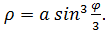 ρ = a sin³ φ/3.